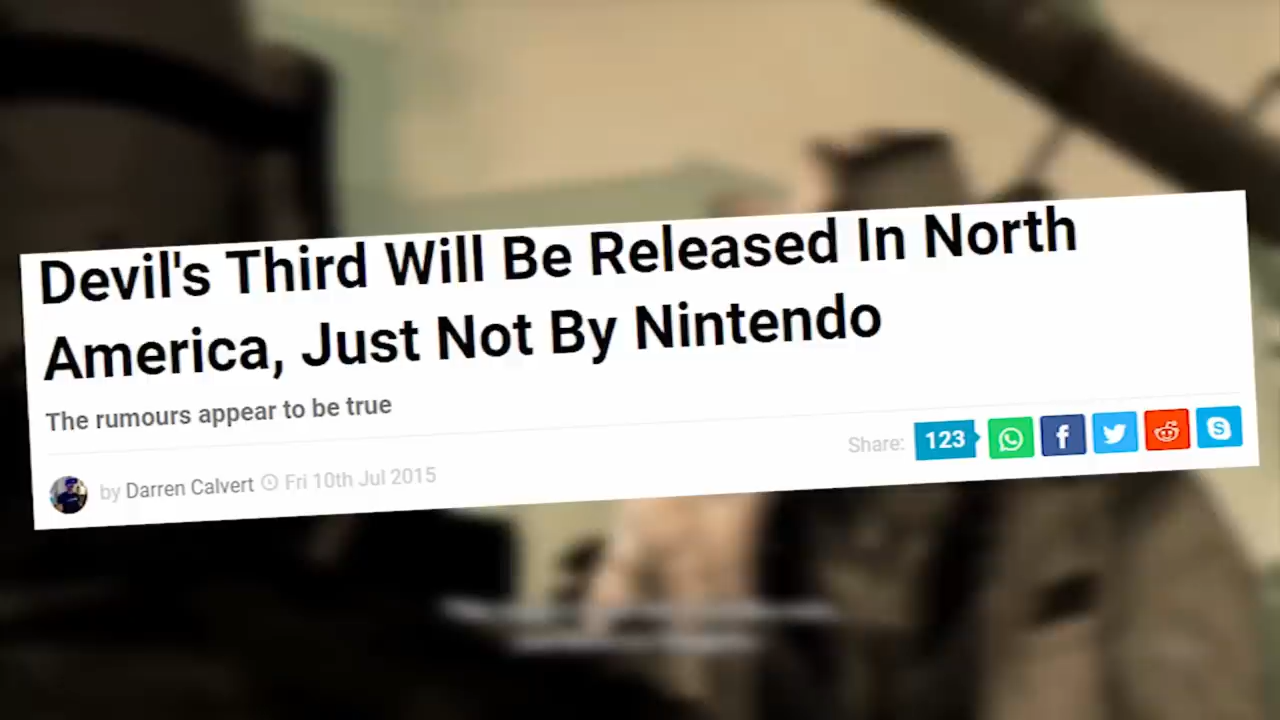 Devil's Third Will Be Released In North
America, Just Not By Nintendo
The rumours appear to be true
by Darren Calvert Fri 10th Jul 2015
Share: 123